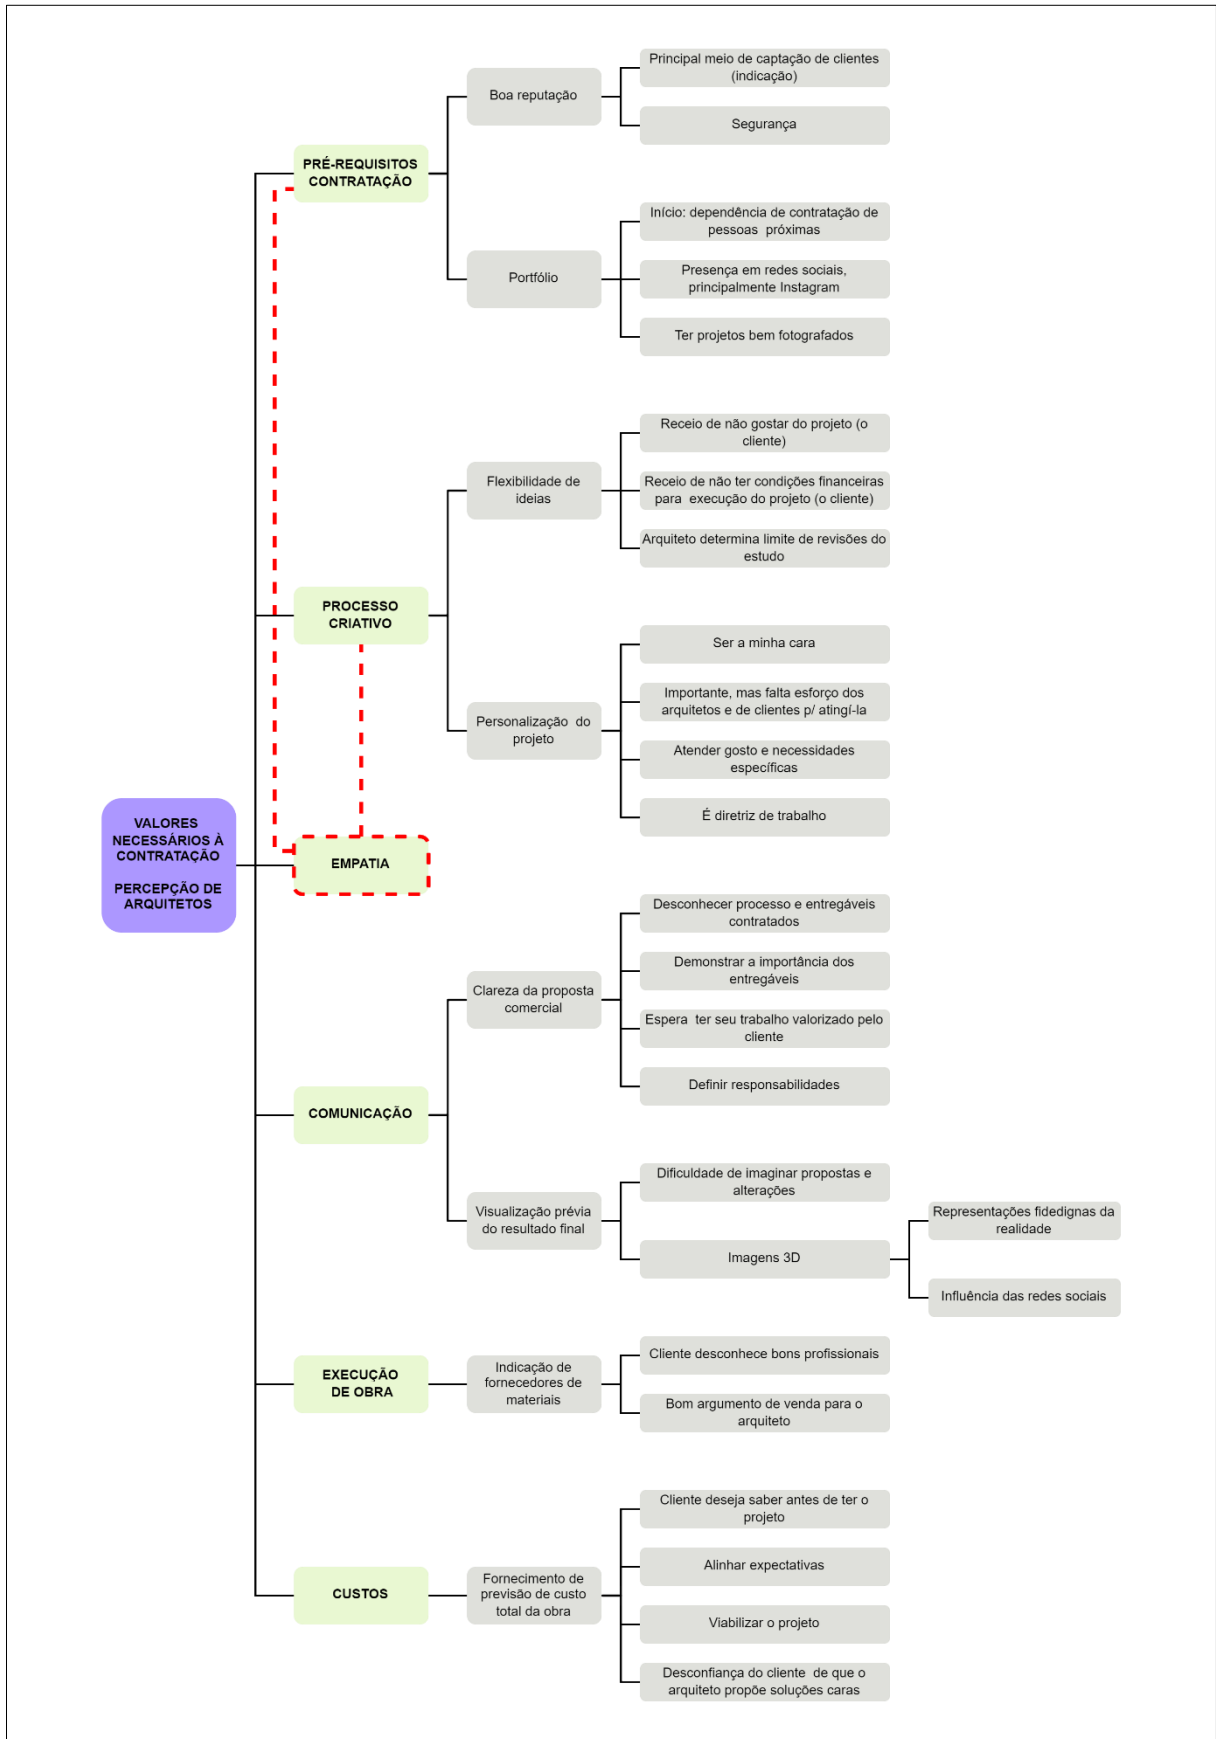 Principal meio de captação de clientes
(indicação)
Boa reputação
Segurança
PRÉ-REQUISITOS
CONTRATAÇÃO
Início: dependência de contratação de
pessoas próximas
Portfólio
Presença em redes sociais,
principalmente Instagram
Ter projetos bem fotografados
Receio de não gostar do projeto (o
cliente)
Flexibilidade de
ideias
Receio de não ter condições financeiras
para execução do projeto (o cliente)
Arquiteto determina limite de revisões do
estudo
PROCESSO
CRIATIVO
Ser a minha cara
Importante, mas falta esforço dos
arquitetos e de clientes p/ atingí-la
Personalização do
projeto
Atender gosto e necessidades
específicas
É diretriz de trabalho
VALORES
NECESSÁRIOS À
CONTRATAÇÃO
PERCEPÇÃO DE
ARQUITETOS
EMPATIA
Desconhecer processo e entregáveis
contratados
Demonstrar a importância dos
entregáveis
Clareza da proposta
comercial
Espera ter seu trabalho valorizado pelo
cliente
Definir responsabilidades
COMUNICAÇÃO
Dificuldade de imaginar propostas e
alterações
Visualização prévia
do resultado final
Imagens 3D
Representações fidedignas da
realidade
Influência das redes sociais
EXECUÇÃO
DE OBRA
Indicação de
fornecedores de
materiais
Cliente desconhece bons profissionais
Bom argumento de venda para o
arquiteto
Cliente deseja saber antes de ter o
projeto
Alinhar expectativas
CUSTOS
Fornecimento de
previsão de custo
total da obra
Viabilizar o projeto
Desconfiança do cliente de que o
arquiteto propõe soluções caras